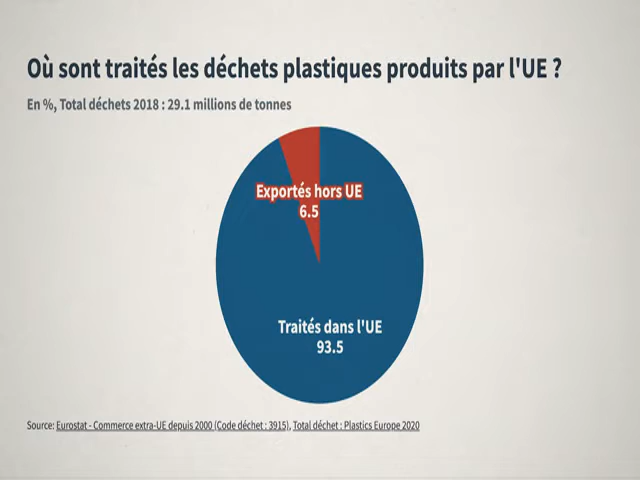 Où sont traités les déchets plastiques produits par l'UE ?
En %, Total déchets 2018 : 29.1 millions de tonnes
Exportés hors UE
6.5
Traités dans l'UE
93.5
Source: Eurostat - Commerce extra-UE depuis 2000 (Code déchet : 3915), Total déchet : Plastics Europe 2020